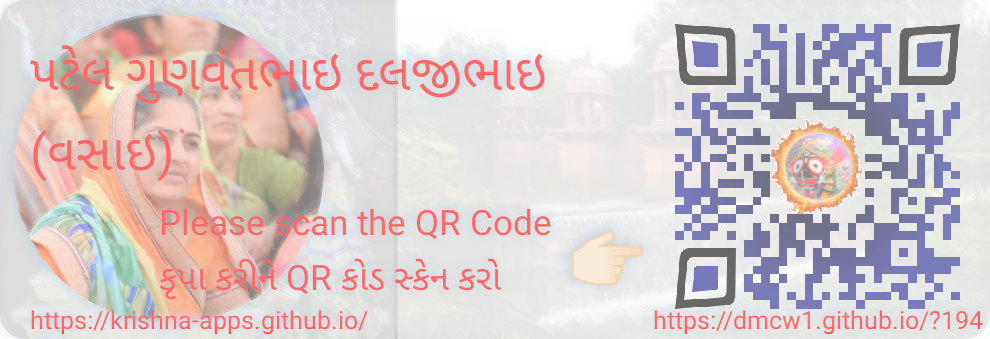 પટેલ ગુણવંતભાઇ દલજીભાઇ
(વસાઇ)
Please scan the QR Code
કૃપા કરીને QR કોડ સ્કેન કરો
https://krishna-apps.github.io/
https://dmcw1.github.io/?194